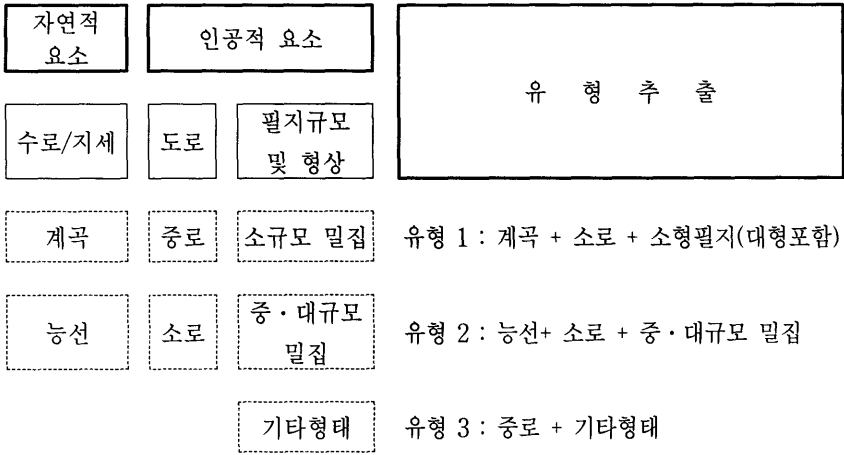 자연적
요소
인공적 요소
유 형 추 출
수로/지세
도로
필지규모
및 형상
계곡
중로
소규모 밀집
유형 1 : 계곡 + 소로 + 소형필지(대형포함)
능선
소로
중・대규모
밀집
유형 2 : 능선+ 소로 + 중・대규모 밀집
기타형태
유형 3 : 중로 + 기타형태